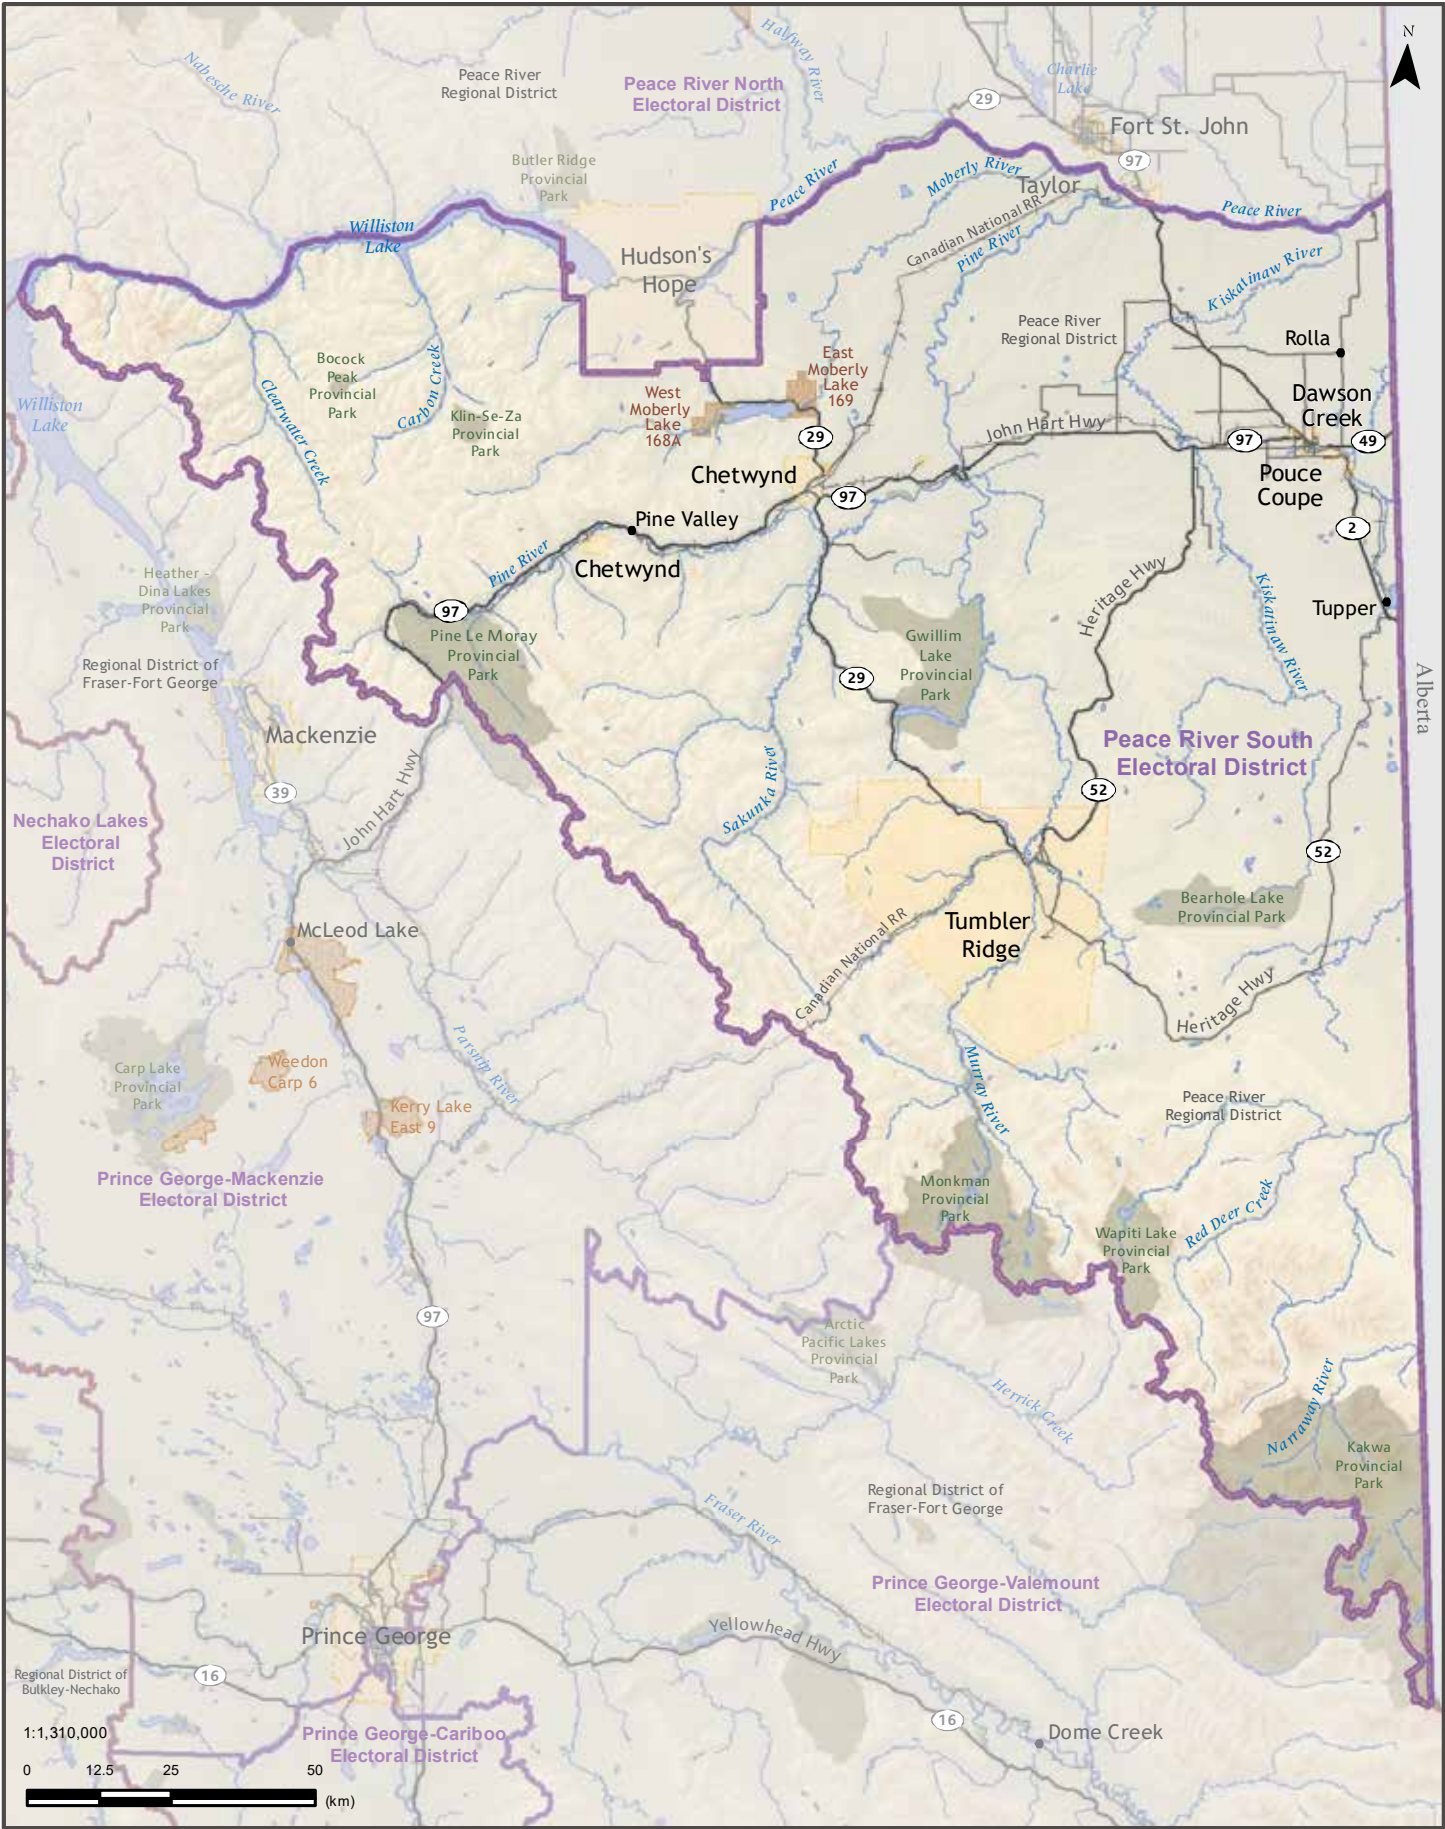 N
Nabesche River
Peace River
Regional District
Peace River North
Electoral District
Halfway River
Charlie
Lake
29
Fort St. John
97
Butler Ridge
Provincial
Park
Peace River
Moberly River
Taylor
Canadian National RR
Pine River
Peace River
Williston
Lake
Hudson's
Hope
Kiskatinaw River
Peace River
Regional District
Rolla
Bocock
Peak
Provincial
Park
Carbon Creek
Clearwater Creek
Klin-Se-Za
Provincial
Park
West
Moberly
Lake
168A
East
Moberly
Lake
169
Williston
Lake
29
John Hart Hwy
97
Dawson
Creek
49
Pouce
Coupe
Chetwynd
97
2
Pine Valley
Chetwynd
Pine River
97
Heritage Hwy
Kiskatinaw River
Tupper
Heather -
Dina Lakes
Provincial
Park
Pine Le Moray
Provincial
Park
Gwillim
Lake
Provincial
Park
Regional District of
Fraser-Fort George
29
Alberta
Mackenzie
John Hart Hwy
39
Peace River South
Electoral District
Sakunka River
52
Nechako Lakes
Electoral
District
52
Bearhole Lake
Provincial Park
Tumbler
Ridge
McLeod Lake
Canadian National RR
Heritage Hwy
Parsnip River
Murray River
Weedon
Carp 6
Carp Lake
Provincial
Park
Kerry Lake
East 9
Peace River
Regional District
Prince George-Mackenzie
Electoral District
Monkman
Provincial
Park
Wapiti Lake
Provincial
Park
Red Deer Creek
97
Arctic
Pacific Lakes
Provincial
Park
Herrick Creek
Narraway River
Kakwa
Provincial
Park
Regional District of
Fraser-Fort George
Fraser River
Prince George-Valemount
Electoral District
Prince George
Yellowhead Hwy
16
Regional District of
Bulkley-Nechako
16
Dome Creek
Prince George-Cariboo
Electoral District
1:1,310,000
0 12.5 25 50
(km)